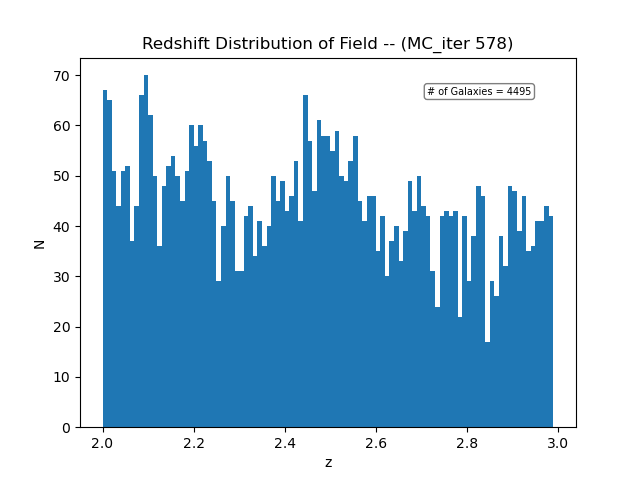 Redshift Distribution of Field -- (MC_iter 578)
# of Galaxies = 4495
N
70
60
50
40
30
20
10
0
2.0 2.2 2.4 2.6 2.8 3.0
z